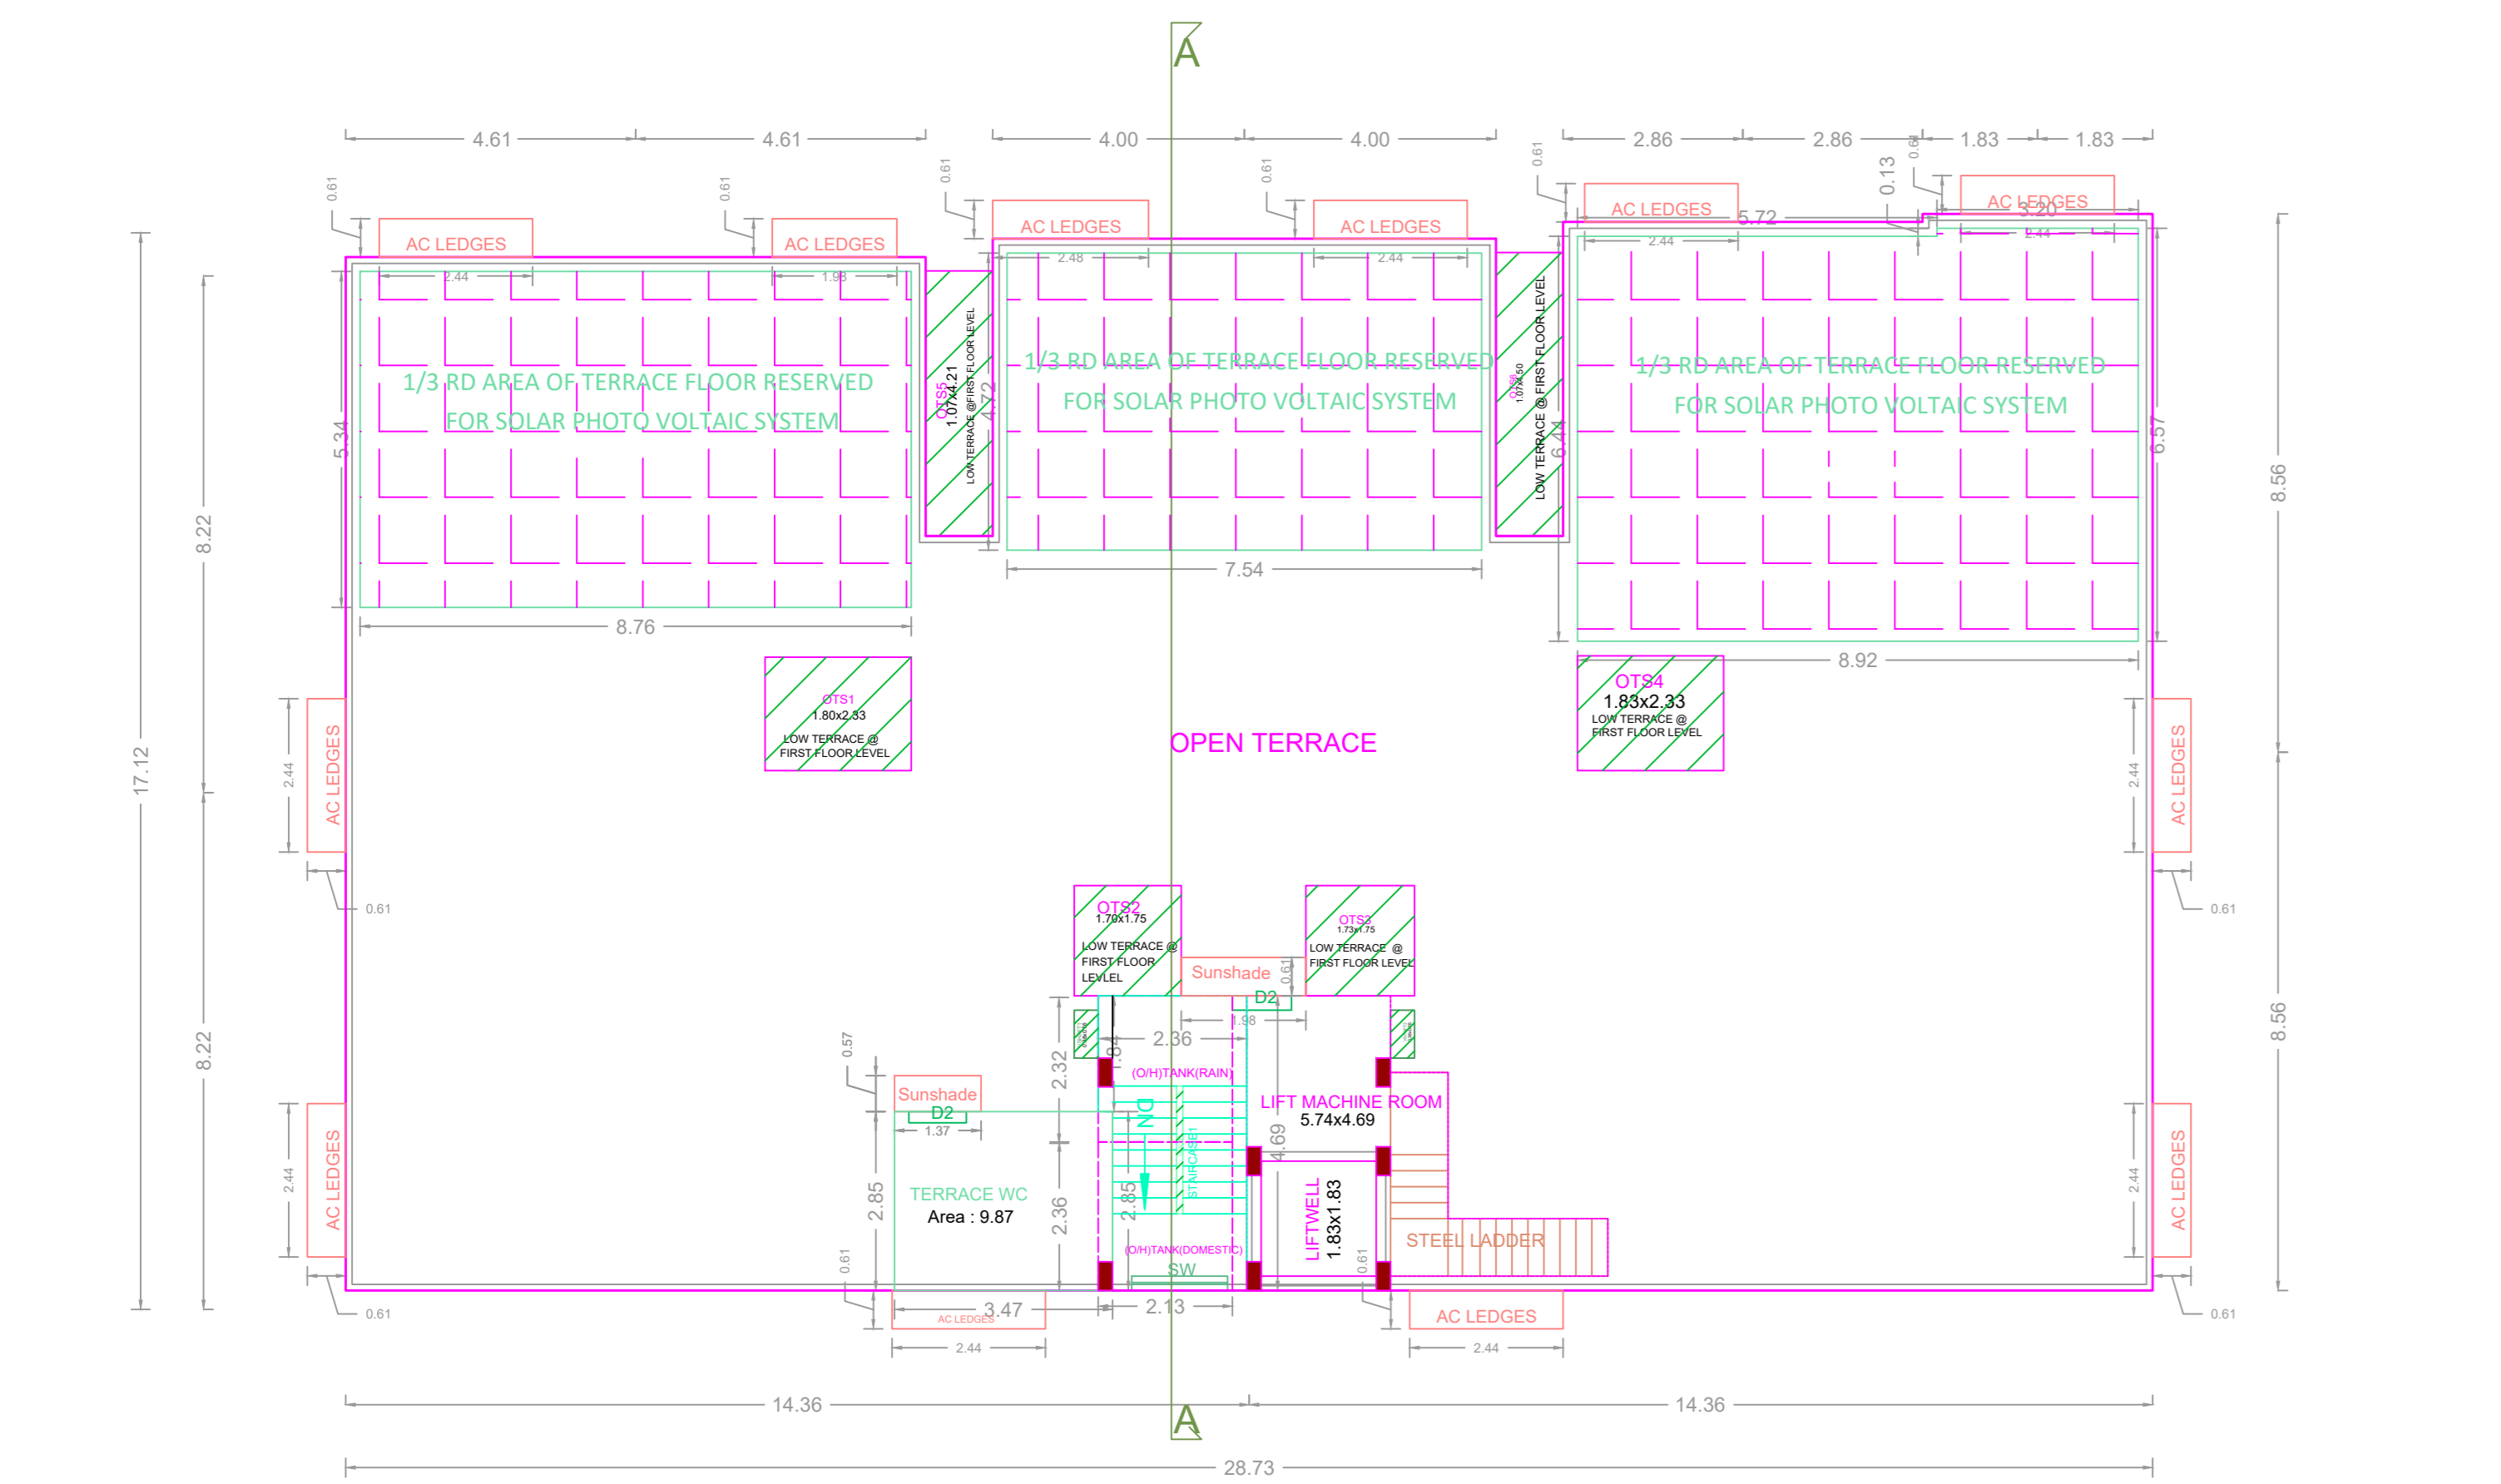 A
4.61
4.61
4.00
4.00
2.86
2.86
1.83
1.83
0.61
0.61
0.61
0.61
0.61
0.13
0.61
AC LEDGES
AC LEDGES
AC LEDGES
AC LEDGES
AC LEDGES
AC LEDGES
5.72
3.20
2.44
1.98
2.48
2.44
2.44
2.44
1/3 RD AREA OF TERRACE FLOOR RESERVED
FOR SOLAR PHOTO VOLTAIC SYSTEM
1/3 RD AREA OF TERRACE FLOOR RESERVED
FOR SOLAR PHOTO VOLTAIC SYSTEM
1/3 RD AREA OF TERRACE FLOOR RESERVED
FOR SOLAR PHOTO VOLTAIC SYSTEM
OTS5
1.07x4.21
LOW TERRACE @FIRST FLOOR LEVEL
OTS6
1.07x4.50
LOW TERRACE @ FIRST FLOOR LEVEL
5.34
4.72
6.44
6.57
8.22
8.56
17.12
7.54
8.76
8.92
OTS1
1.80x2.33
LOW TERRACE @
FIRST FLOOR LEVEL
OTS4
1.83x2.33
LOW TERRACE @
FIRST FLOOR LEVEL
OPEN TERRACE
AC LEDGES
2.44
0.61
AC LEDGES
2.44
0.61
OTS2
1.70x1.75
LOW TERRACE @
FIRST FLOOR
LEVLEL
OTS3
1.73x1.75
LOW TERRACE @
FIRST FLOOR LEVEL
Sunshade
0.61
D2
1.98
2.36
1.84
2.32
8.22
8.56
0.57
(O/H)TANK(RAIN)
Sunshade
D2
1.37
DN
STAIRCASE1
LIFT MACHINE ROOM
5.74x4.69
4.69
TERRACE WC
Area : 9.87
2.85
2.36
2.85
LIFTWELL
1.83x1.83
STEEL LADDER
(O/H)TANK(DOMESTIC)
SW
AC LEDGES
2.44
0.61
AC LEDGES
2.44
0.61
0.61
0.61
3.47
2.13
AC LEDGES
AC LEDGES
2.44
2.44
14.36
14.36
A
28.73